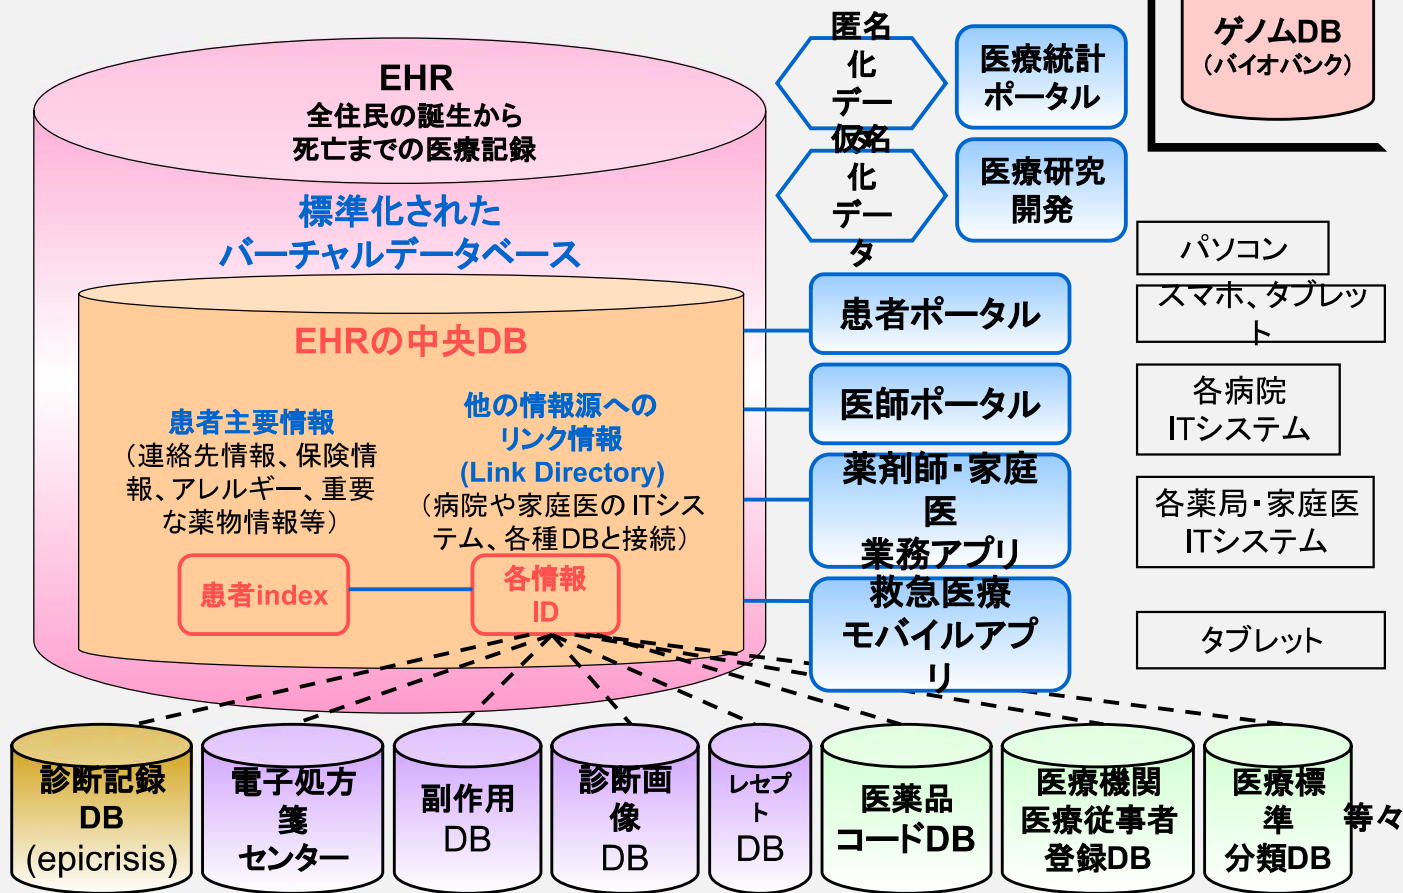 EHR
全住民の誕生から
死亡までの医療記録
標準化された
バーチャルデータベース
EHRの中央DB
患者主要情報
（連絡先情報、保険情
報、アレルギー、重要
な薬物情報等）
他の情報源への
リンク情報
(Link Directory)
（病院や家庭医のITシス
テム、各種DBと接続）
患者index
各情報
ID
匿名
化
デー
タ
仮名
化
デー
タ
医療統計
ポータル
医療研究
開発
ゲノムDB
（バイオバンク）
患者ポータル
医師ポータル
薬剤師・家庭
医
業務アプリ
救急医療
モバイルアプ
リ
パソコン
スマホ、タブレッ
ト
各病院
ITシステム
各薬局・家庭医
ITシステム
タブレット
診断記録
DB
(epicrisis)
電子処方
箋
センター
副作用
DB
診断画
像
DB
レセプ
ト
DB
医薬品
コードDB
医療機関
医療従事者
登録DB
医療標
準
分類DB
等々